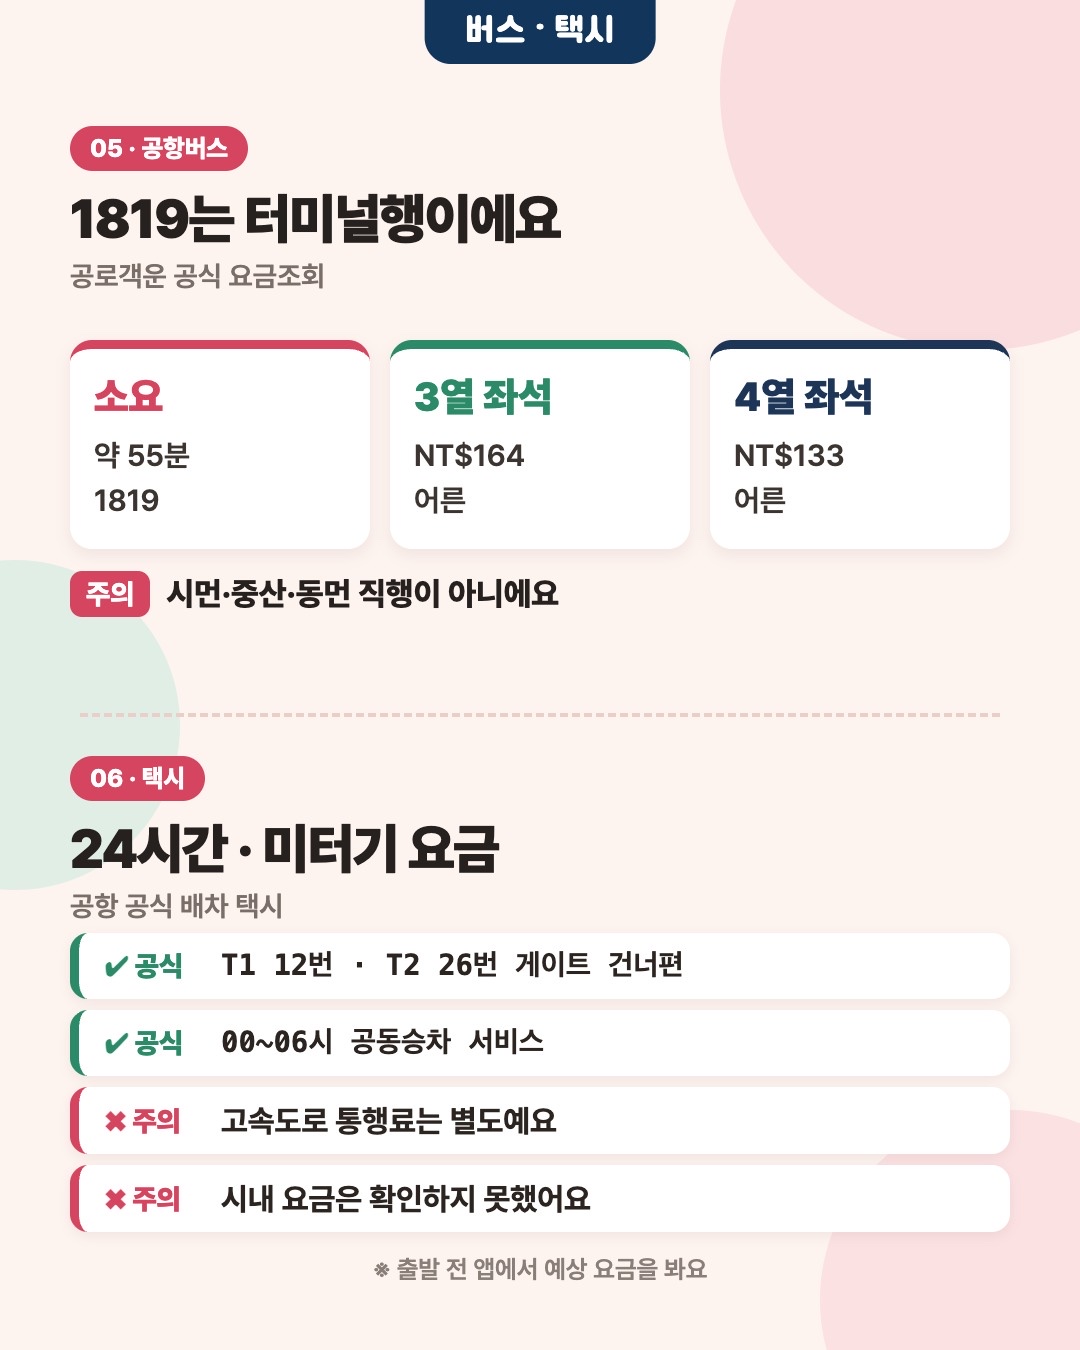 버스 · 택시
05 · 공항버스
1819는 터미널행이에요
공로객운 공식 요금조회
소요
약 55분
1819
3열 좌석
NT$164
어른
4열 좌석
NT$133
어른
주의 시먼·중산·동먼 직행이 아니에요
06 · 택시
24시간 · 미터기 요금
공항 공식 배차 택시
✔ 공식 T1 12번 · T2 26번 게이트 건너편
✔ 공식 00~06시 공동승차 서비스
✖ 주의 고속도로 통행료는 별도예요
✖ 주의 시내 요금은 확인하지 못했어요
※ 출발 전 앱에서 예상 요금을 봐요